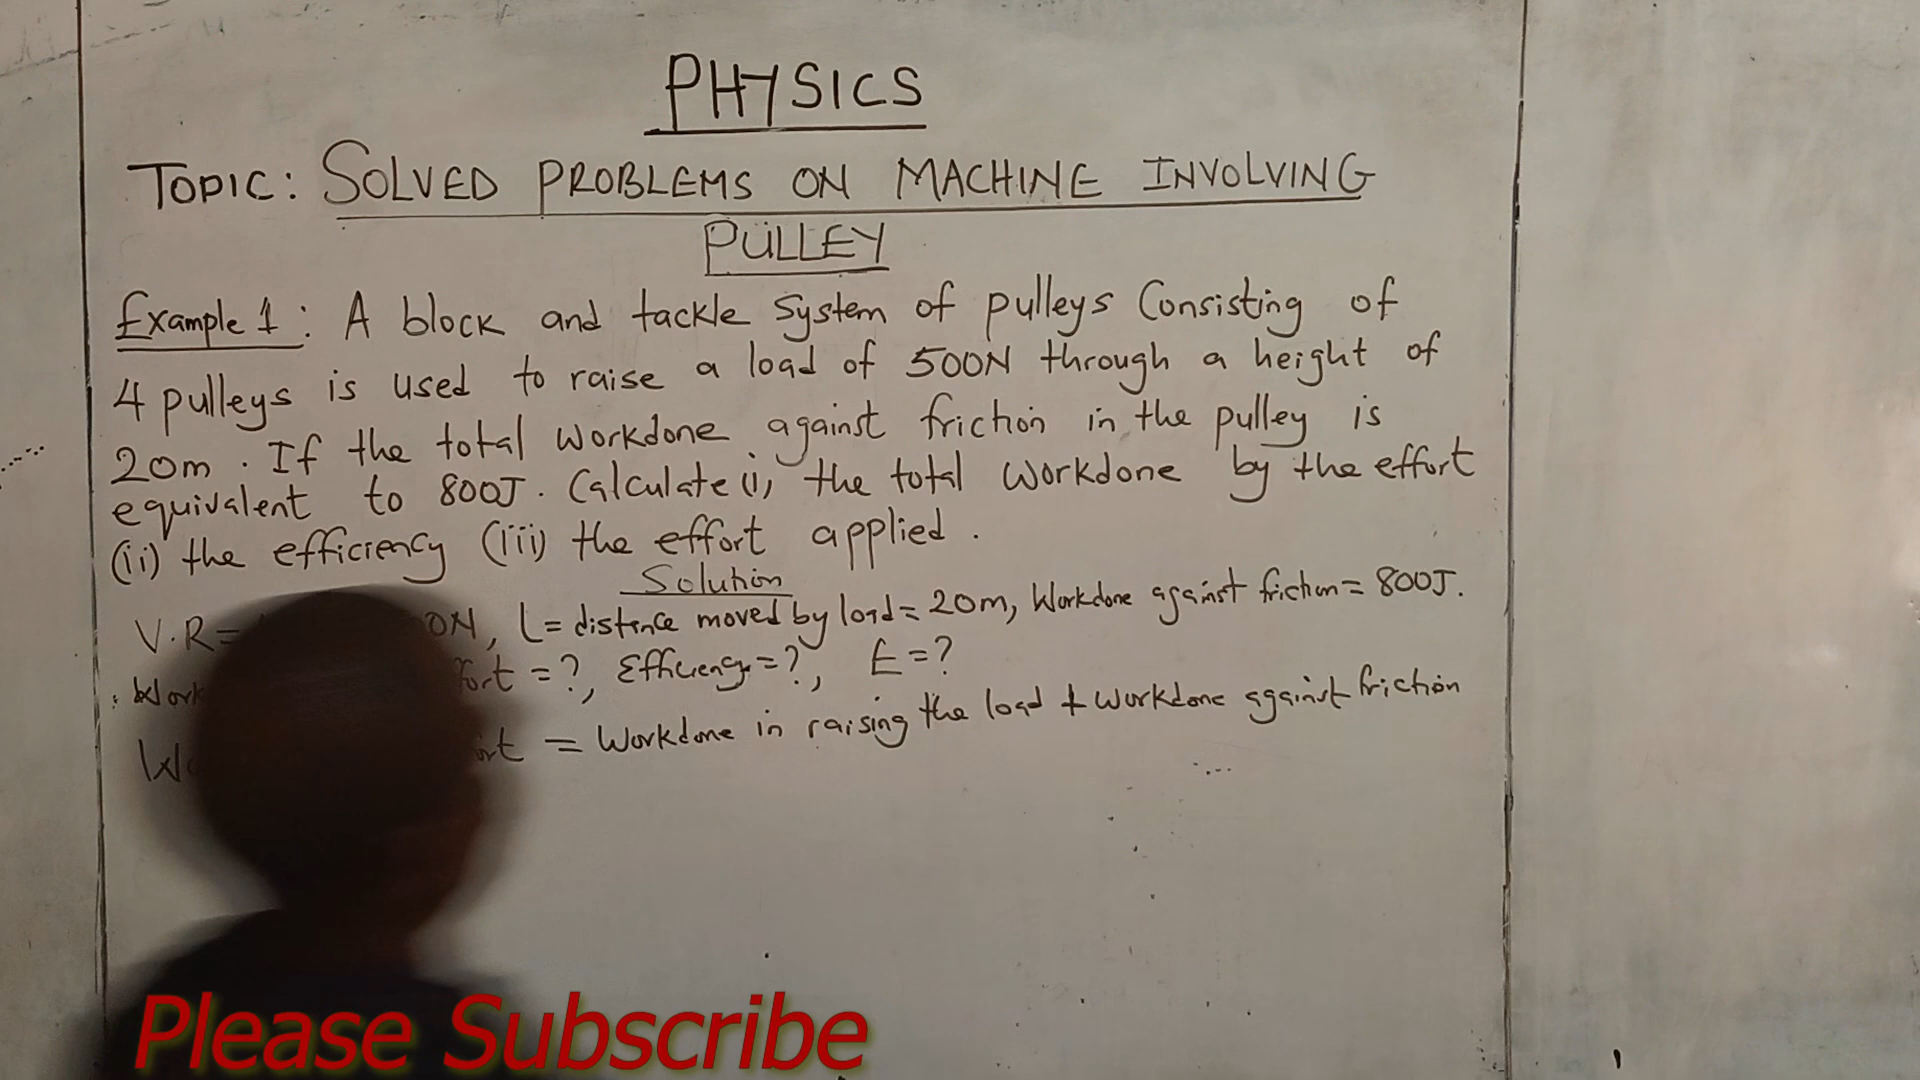 PHYSICS
TOPIC: SOLVED PROBLEMS ON MACHINE INVOLVING
PULLEY
Example 1: A block and tackle System of pulleys Consisting of
4 pulleys is used to raise a load of 500N through a height of
20m. If the total workdone against friction in the pulley is
equivalent to 800J. Calculate (i) the total workdone by the effort
(ii) the efficiency (iii) the effort applied.
Solution
V.R= 0N, L= distance moved by load= 20m, Workdone against friction= 800J.
Work =?, Efficiency=?, E=?
= Workdone in raising the load + Workdone against friction
Please Subscribe